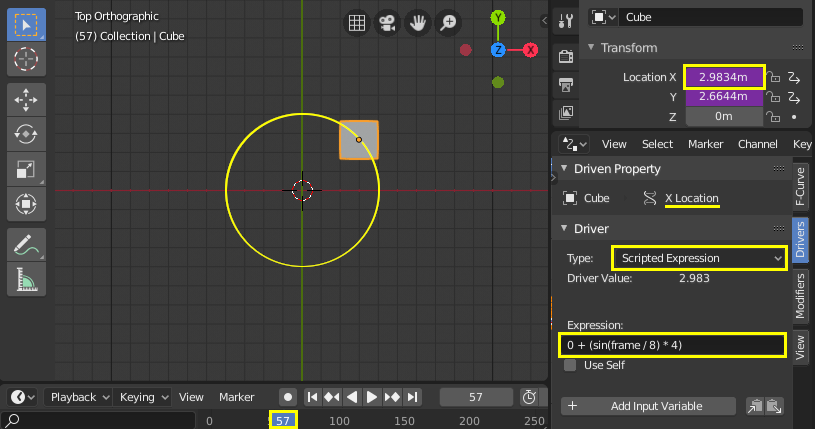 Top Orthographic
(57) Collection | Cube
Y
Z
X
Cube
Transform
Location X 2.9834m
Y 2.6644m
Z 0m
View Select Marker Channel Key
Driven Property
Cube X Location
Driver
Type: Scripted Expression
Driver Value: 2.983
Expression:
0 + (sin(frame / 8) * 4)
Use Self
+ Add Input Variable
F-Curve
Drivers
Modifiers
View
Playback Keying View Marker 57
0 57 100 150 200 250